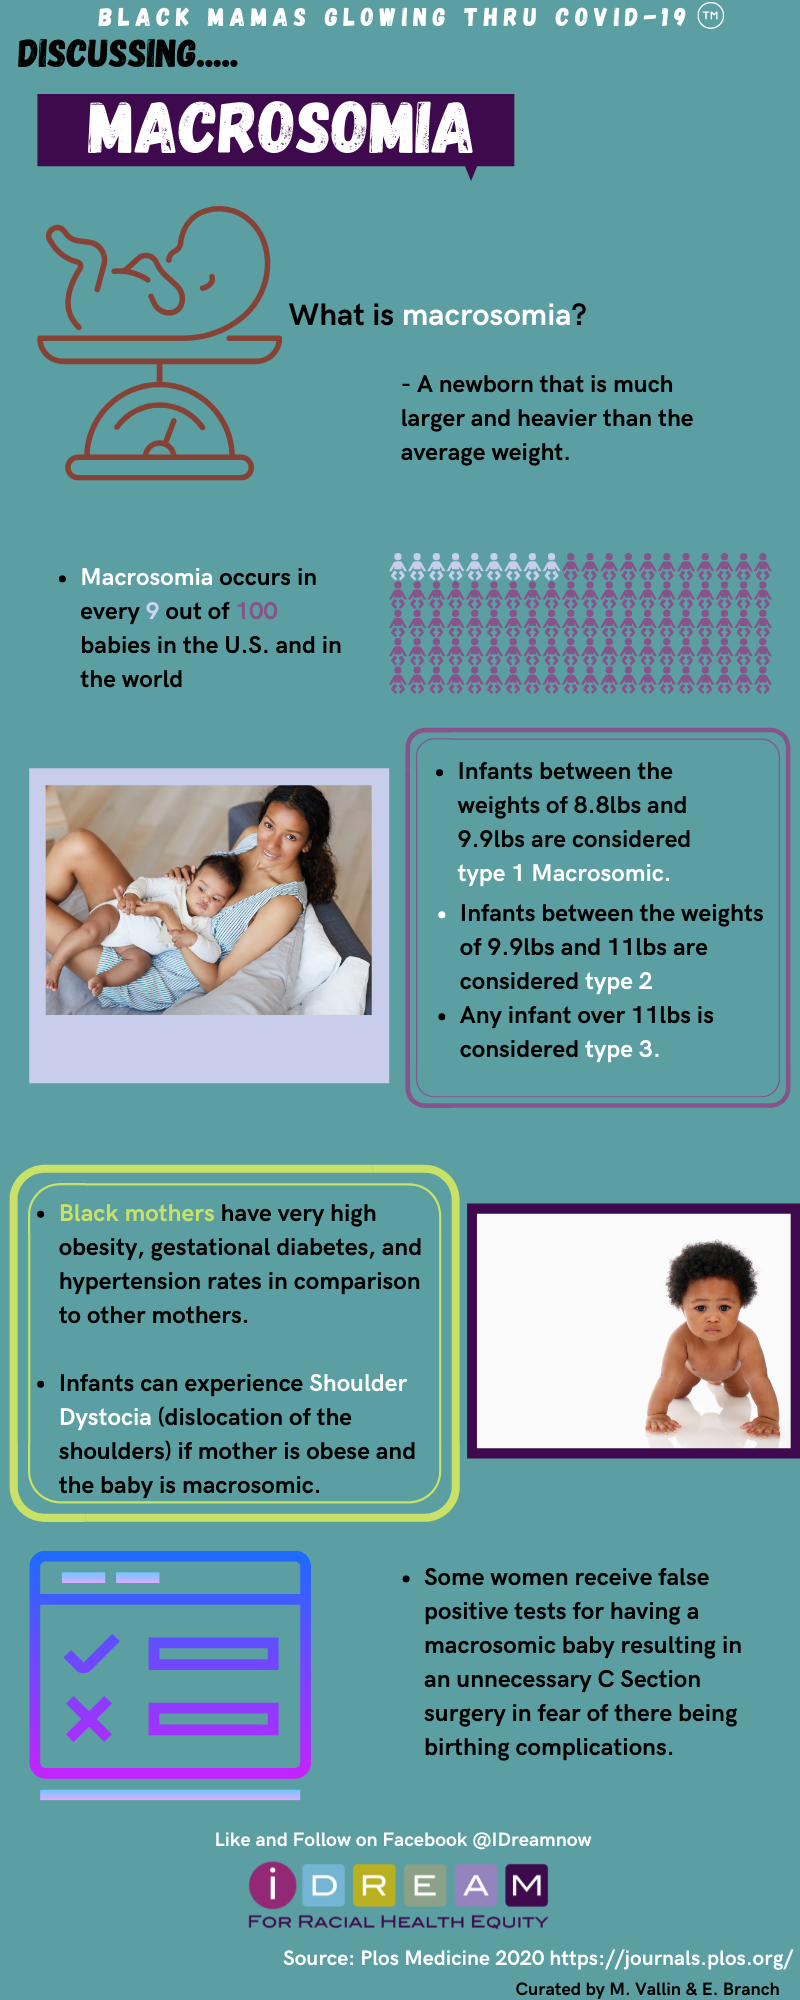 BLACK MAMAS GLOWING THRU COVID-19 TM
DISCUSSING.....
MACROSOMIA
What is macrosomia?
- A newborn that is much
larger and heavier than the
average weight.
• Macrosomia occurs in
every 9 out of 100
babies in the U.S. and in
the world
• Infants between the
weights of 8.8lbs and
9.9lbs are considered
type 1 Macrosomic.
• Infants between the weights
of 9.9lbs and 11lbs are
considered type 2
• Any infant over 11lbs is
considered type 3.
• Black mothers have very high
obesity, gestational diabetes, and
hypertension rates in comparison
to other mothers.
• Infants can experience Shoulder
Dystocia (dislocation of the
shoulders) if mother is obese and
the baby is macrosomic.
• Some women receive false
positive tests for having a
macrosomic baby resulting in
an unnecessary C Section
surgery in fear of there being
birthing complications.
Like and Follow on Facebook @IDreamnow
iDREAM
FOR RACIAL HEALTH EQUITY
Source: Plos Medicine 2020 https://journals.plos.org/
Curated by M. Vallin & E. Branch